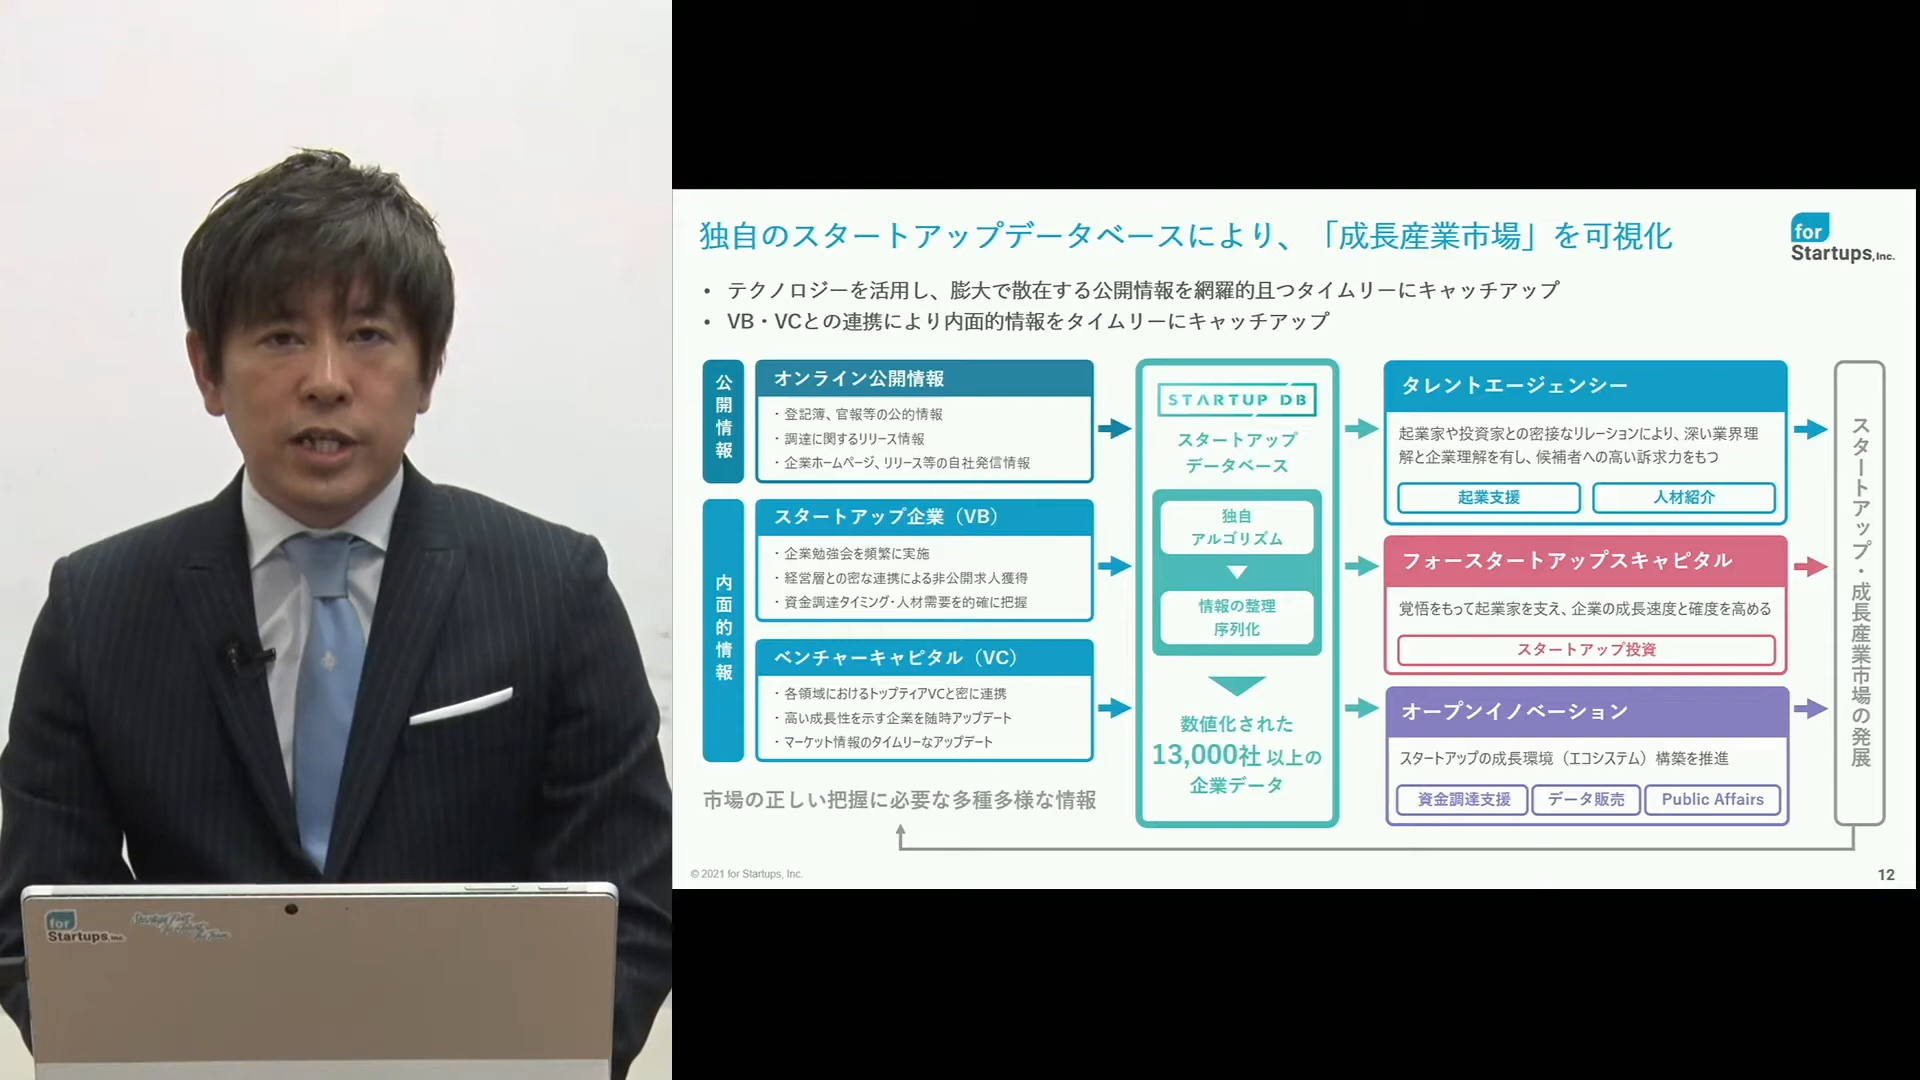 独自のスタートアップデータベースにより、「成長産業市場」を可視化
for
Startups,Inc.
• テクノロジーを活用し、膨大で散在する公開情報を網羅的且つタイムリーにキャッチアップ
• VB・VCとの連携により内面的情報をタイムリーにキャッチアップ
公開情報
オンライン公開情報
・登記簿、官報等の公的情報
・調達に関するリリース情報
・企業ホームページ、リリース等の自社発信情報
内面的情報
スタートアップ企業（VB）
・企業勉強会を頻繁に実施
・経営層との密な連携による非公開求人獲得
・資金調達タイミング・人材需要を的確に把握
ベンチャーキャピタル（VC）
・各領域におけるトップティアVCと密に連携
・高い成長性を示す企業を随時アップデート
・マーケット情報のタイムリーなアップデート
市場の正しい把握に必要な多種多様な情報
STARTUP DB
スタートアップ
データベース
独自
アルゴリズム
情報の整理
序列化
数値化された
13,000社 以上の
企業データ
タレントエージェンシー
起業家や投資家との密接なリレーションにより、深い業界理
解と企業理解を有し、候補者への高い訴求力をもつ
起業支援
人材紹介
フォースタートアップスキャピタル
覚悟をもって起業家を支え、企業の成長速度と確度を高める
スタートアップ投資
オープンイノベーション
スタートアップの成長環境（エコシステム）構築を推進
資金調達支援
データ販売
Public Affairs
スタートアップ・成長産業市場の発展
© 2021 for Startups, Inc.
12
for
Startups,Inc.